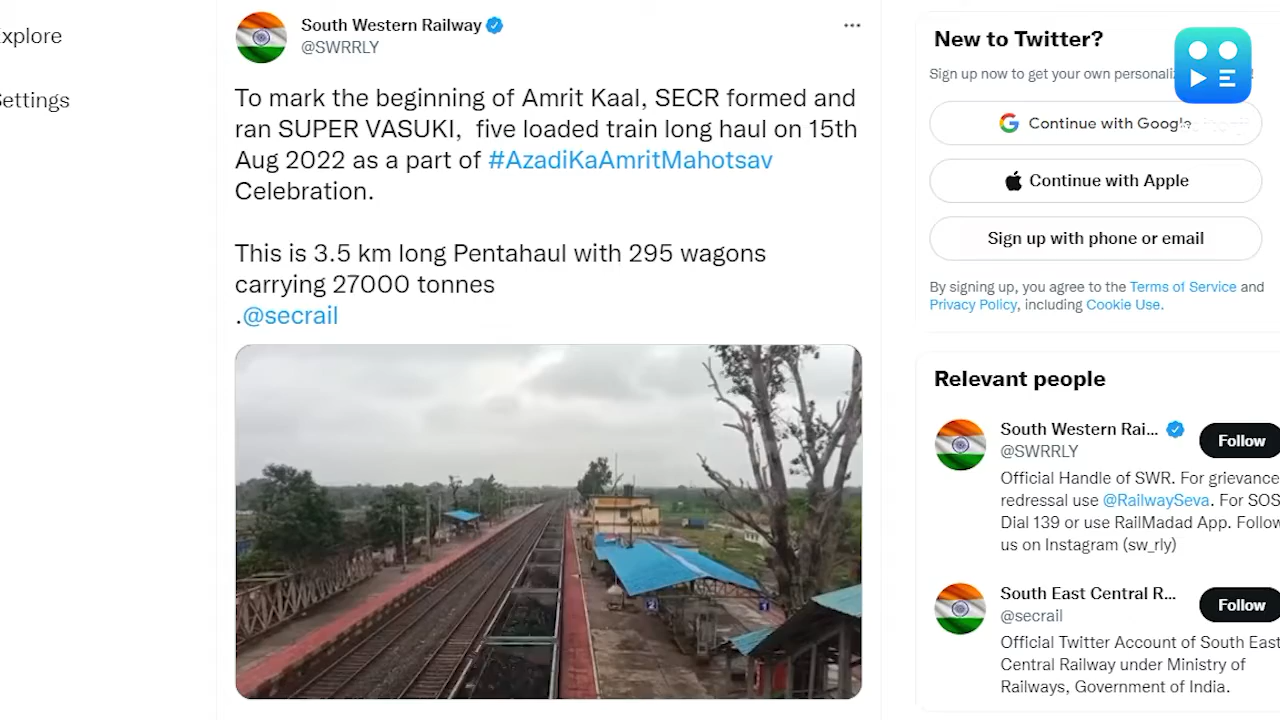 Explore
Settings
South Western Railway
@SWRRLY
To mark the beginning of Amrit Kaal, SECR formed and
ran SUPER VASUKI, five loaded train long haul on 15th
Aug 2022 as a part of #AzadiKaAmritMahotsav
Celebration.
This is 3.5 km long Pentahaul with 295 wagons
carrying 27000 tonnes
.@secrail
New to Twitter?
Sign up now to get your own
Continue with Google
Continue with Apple
Sign up with phone or email
By signing up, you agree to the Terms of Service and
Privacy Policy, including Cookie Use.
Relevant people
South Western Rai...
@SWRRLY
Follow
Official Handle of SWR. For grievance
redressal use @RailwaySeva. For SOS
Dial 139 or use RailMadad App. Follow
us on Instagram (sw_rly)
South East Central R...
@secrail
Follow
Official Twitter Account of South East
Central Railway under Ministry of
Railways, Government of India.